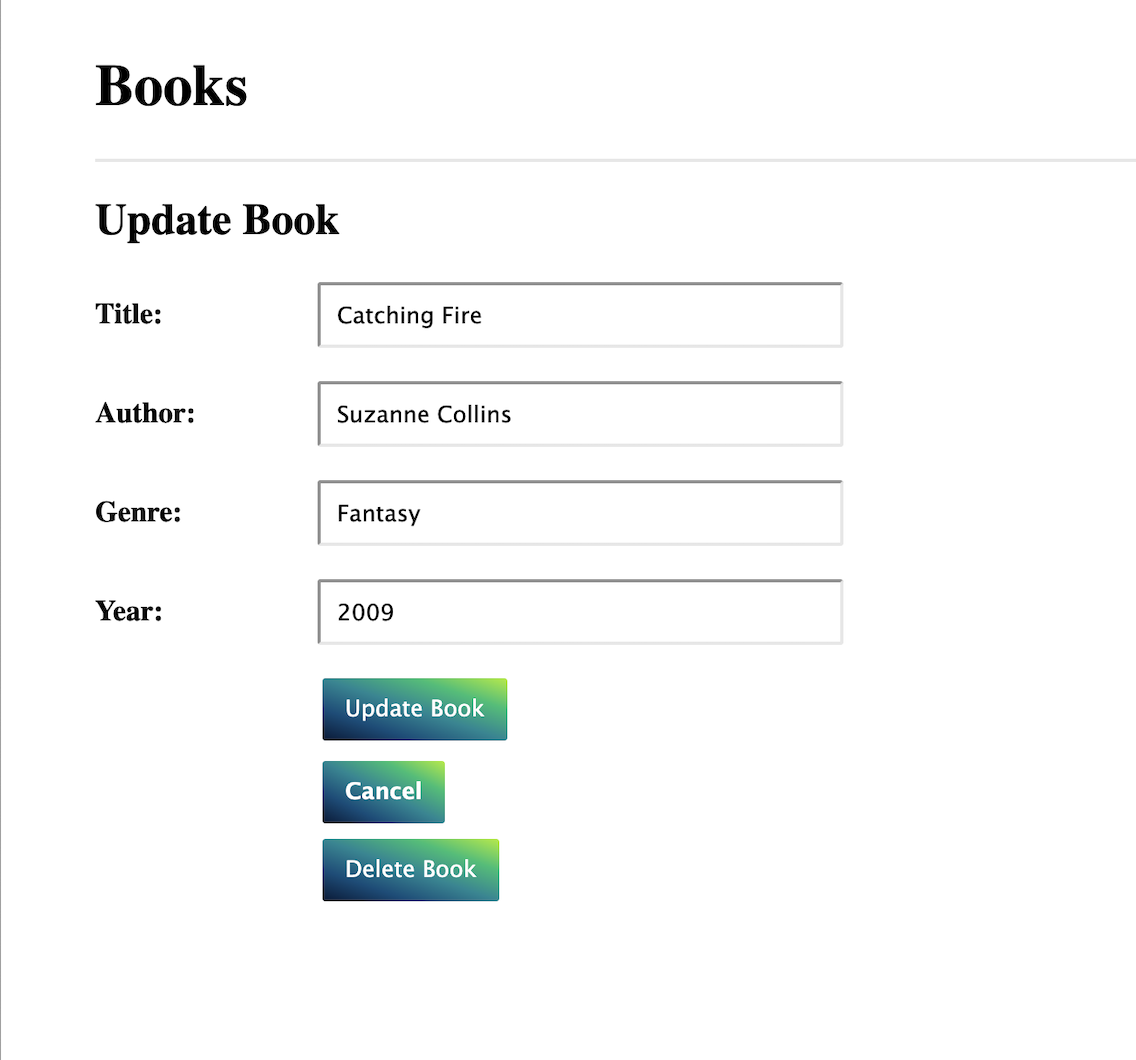 Books
Update Book
Title: Catching Fire
Author: Suzanne Collins
Genre: Fantasy
Year: 2009
Update Book
Cancel
Delete Book